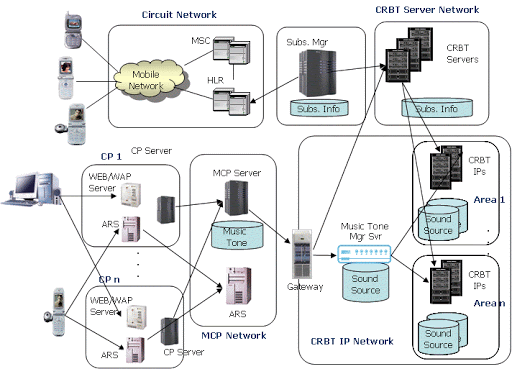 Circuit Network
CRBT Server Network
MSC
Subs. Mgr
CRBT
Servers
Mobile
Network
HLR
Subs. Info
Subs. Info
CP 1
CP Server
WEB/WAP
Server
MCP Server
CRBT
IPs
ARS
Music
Tone
Music Tone
Mgr Svr
Area 1
Sound
Source
Gateway
Sound
Source
CP n
WEB/WAP
Server
ARS
CRBT
IPs
Area n
ARS
CP Server
MCP Network
CRBT IP Network
Sound
Source